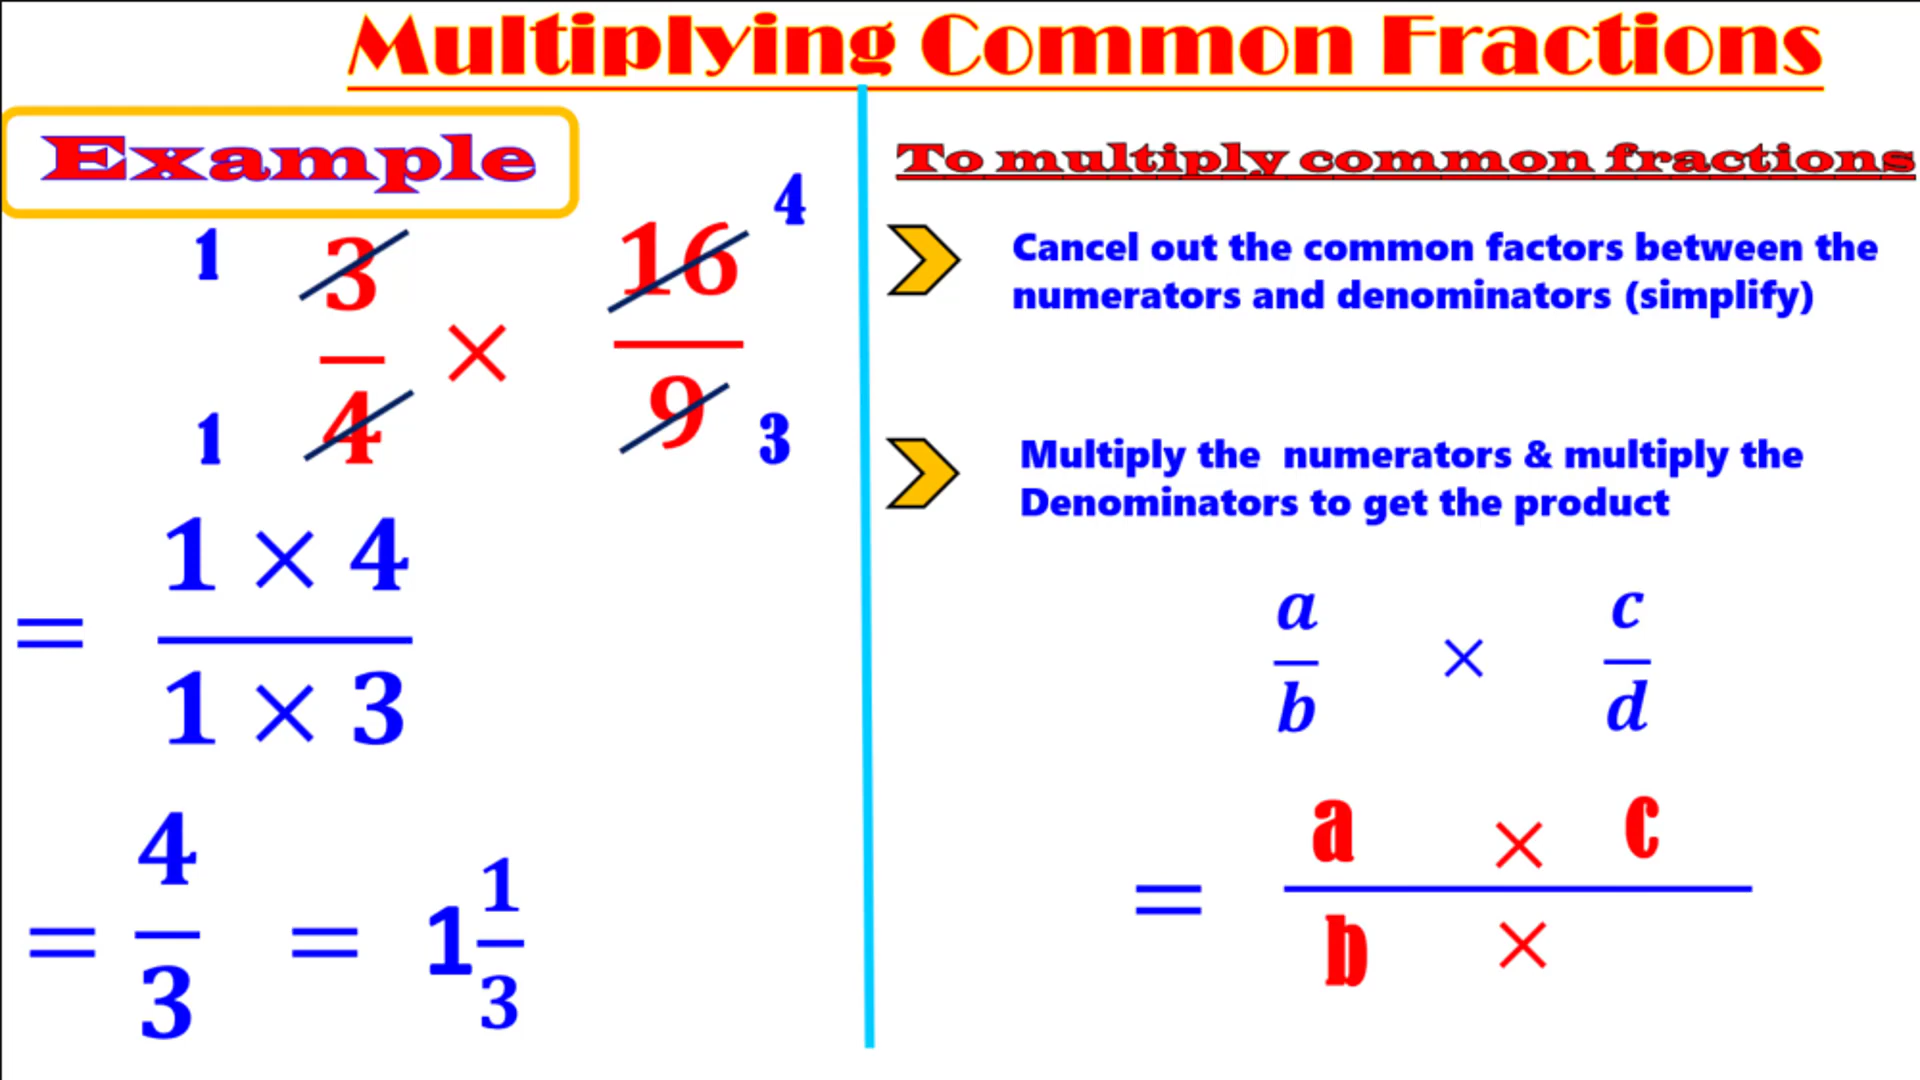 Multiplying Common Fractions
Example
To multiply common fractions
1 3 16 4
×
1 4 9 3
Cancel out the common factors between the
numerators and denominators (simplify)
Multiply the numerators & multiply the
Denominators to get the product
1 × 4
=
1 × 3
4 1
= = 1
3 3
a c
×
b d
a × c
=
b ×